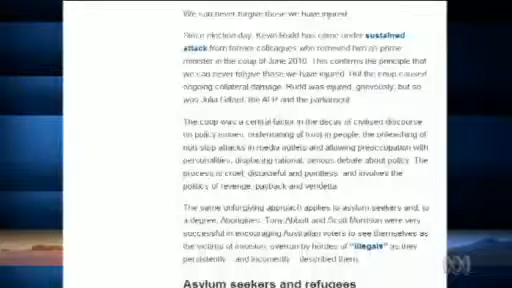 We can never forgive those we have injured
Since election day, Kevin Rudd has come under sustained
attack from former colleagues who removed him as prime
minister in the coup of June 2010. This confirms the principle that
we can never forgive those we have injured. But the coup caused
ongoing collateral damage. Rudd was injured, grievously, but so
was Julia Gillard, the ALP and the parliament.
The coup was a central factor in the decay of civilised discourse
on policy issues, undermining of trust in people, the unleashing of
non stop attacks in media outlets and allowing preoccupation with
personalities, displacing rational, serious debate about policy. The
process is cruel, distasteful and pointless, and involves the
politics of revenge, payback and vendetta.
The same unforgiving approach applies to asylum seekers and, to
a degree, Aborigines. Tony Abbott and Scott Morrison were very
successful in encouraging Australian voters to see themselves as
the victims of invasion, overrun by hordes of "illegals" as they
persistently – and incorrectly – described them.
Asylum seekers and refugees